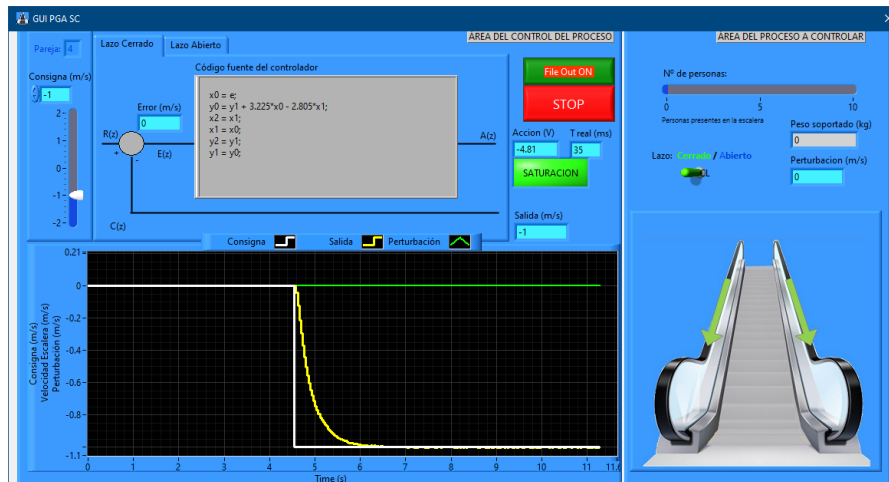 GUI PGA SC
Pareja: 4
Lazo Cerrado
Lazo Abierto
AREA DEL CONTROL DEL PROCESO
Código fuente del controlador
x0 = e;
y0 = y1 + 3.225*x0 - 2.805*x1;
x2 = x1;
x1 = x0;
y2 = y1;
y1 = y0;
Consigna (m/s)
-1
2
1
0
-1
-2
Error (m/s)
0
R(z)
+
-
E(z)
A(z)
C(z)
File Out ON
STOP
Accion (V)
T real (ms)
-4.81
35
SATURACION
Salida (m/s)
-1
AREA DEL PROCESO A CONTROLAR
Nº de personas:
0
5
10
Personas presentes en la escalera
Peso soportado (kg)
0
Lazo: Cerrado / Abierto
CL
Perturbacion (m/s)
0
Consigna
Salida
Perturbación
0.21
0
-0.2
-0.4
-0.6
-0.8
-1.1
Consigna (m/s)
Velocidad Escalera (m/s)
Perturbación (m/s)
0 1 2 3 4 5 6 7 8 9 10 11 11.6
Time (s)